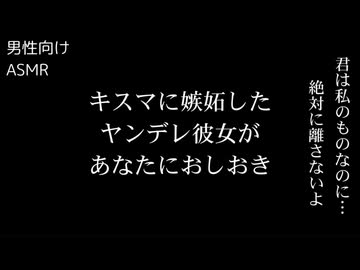 男性向け
ASMR
キスマに嫉妬した
ヤンデレ彼女が
あなたにおしおき
君は私のものなのに…
絶対に離さないよ